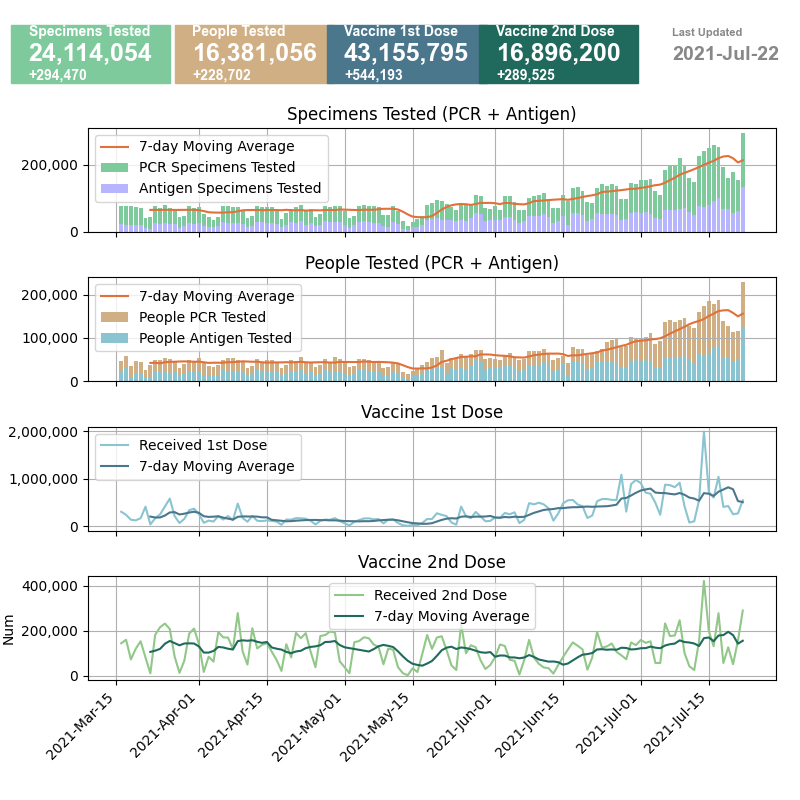 Specimens Tested
24,114,054
+294,470
People Tested
16,381,056
+228,702
Vaccine 1st Dose
43,155,795
+544,193
Vaccine 2nd Dose
16,896,200
+289,525
Last Updated
2021-Jul-22
Specimens Tested (PCR + Antigen)
7-day Moving Average
PCR Specimens Tested
Antigen Specimens Tested
200,000
0
People Tested (PCR + Antigen)
7-day Moving Average
People PCR Tested
People Antigen Tested
200,000
100,000
0
Vaccine 1st Dose
Received 1st Dose
7-day Moving Average
2,000,000
1,000,000
0
Vaccine 2nd Dose
Received 2nd Dose
7-day Moving Average
400,000
200,000
0
Num
2021-Mar-15
2021-Apr-01
2021-Apr-15
2021-May-01
2021-May-15
2021-Jun-01
2021-Jun-15
2021-Jul-01
2021-Jul-15